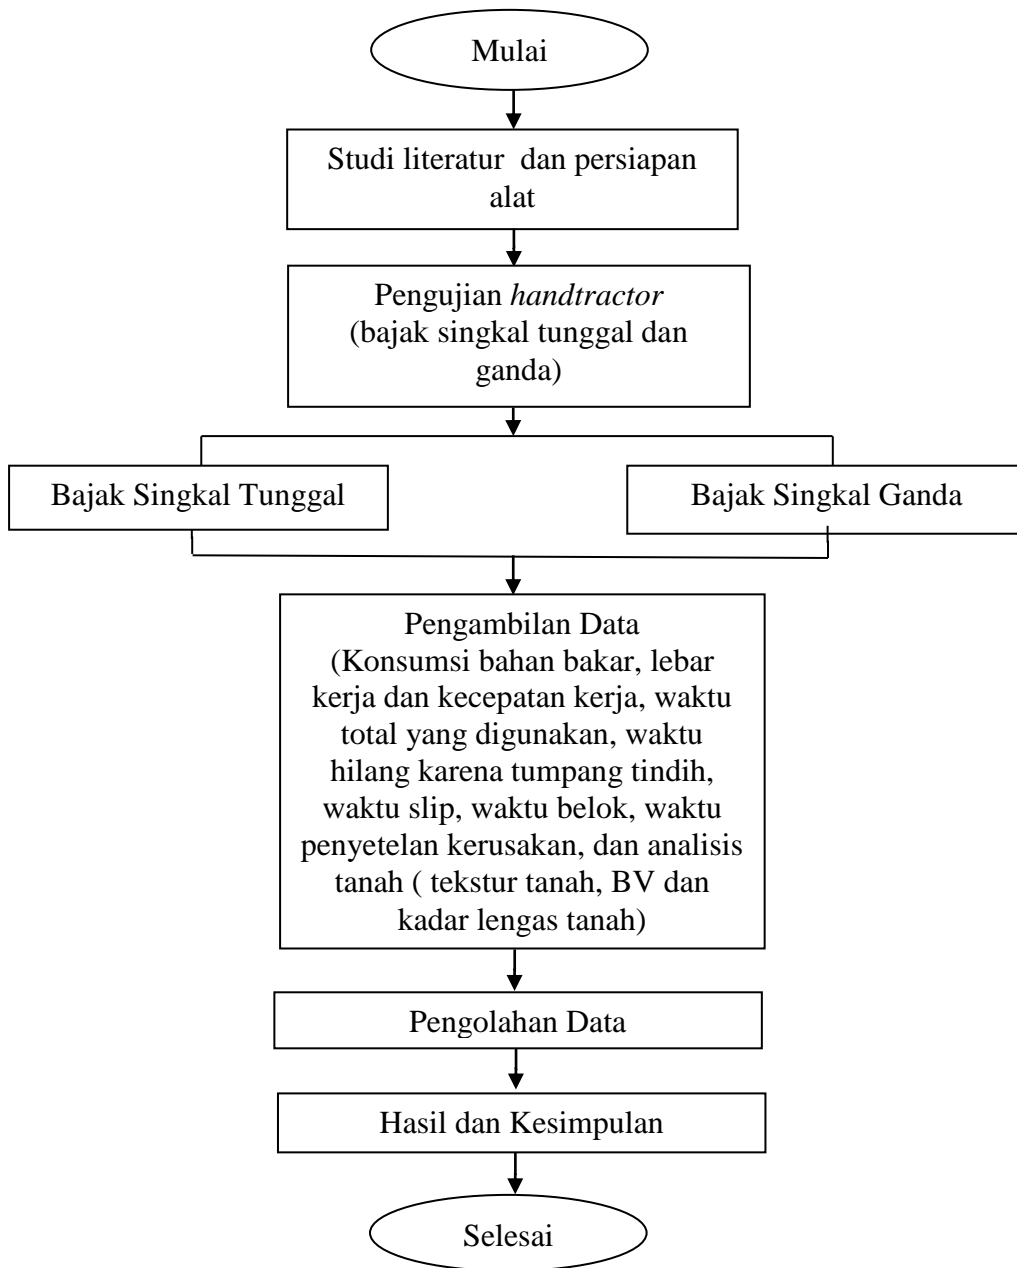 Mulai
Studi literatur  dan persiapan
alat
Pengujian handtractor
(bajak singkal tunggal dan
ganda)
Bajak Singkal Tunggal
Bajak Singkal Ganda
Pengambilan Data
(Konsumsi bahan bakar, lebar
kerja dan kecepatan kerja, waktu
total yang digunakan, waktu
hilang karena tumpang tindih,
waktu slip, waktu belok, waktu
penyetelan kerusakan, dan analisis
tanah ( tekstur tanah, BV dan
kadar lengas tanah)
Pengolahan Data
Hasil dan Kesimpulan
Selesai